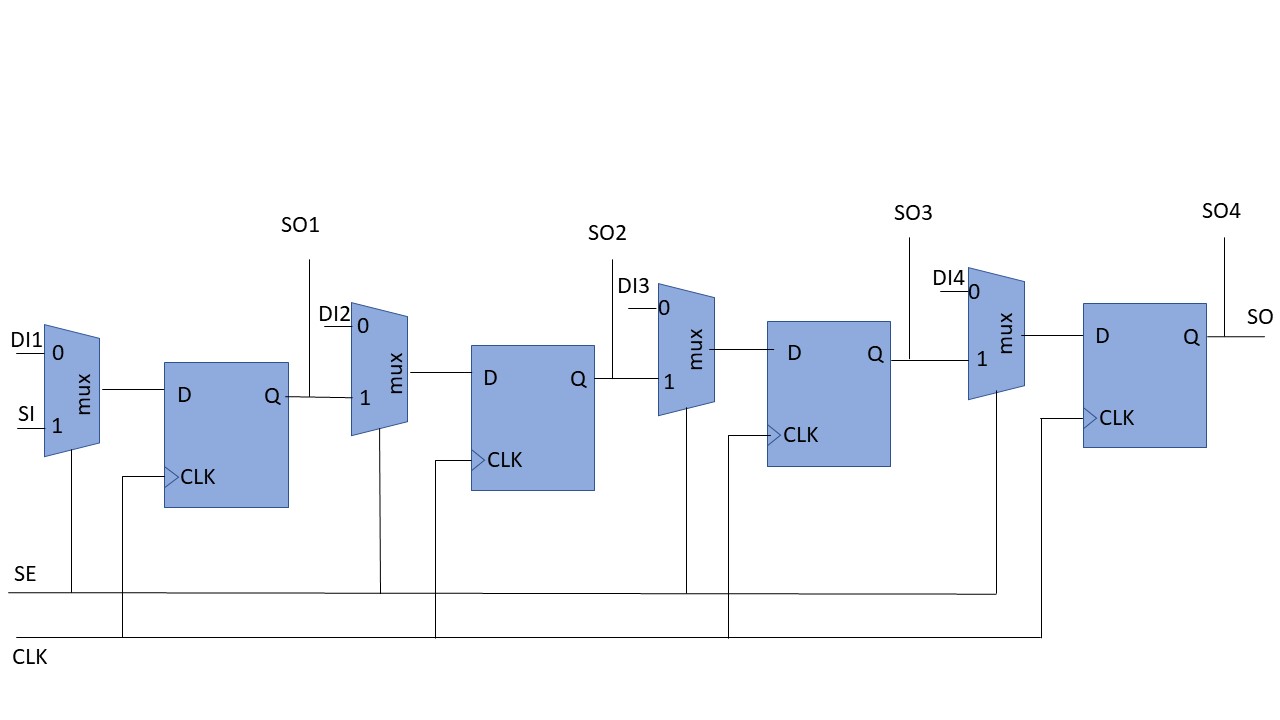 SO1
SO2
SO3
SO4
DI1
0
SI
1
mux
D
Q
CLK
DI2
0
1
mux
D
Q
CLK
DI3
0
1
mux
D
Q
CLK
DI4
0
1
mux
D
Q
CLK
SO
SE
CLK